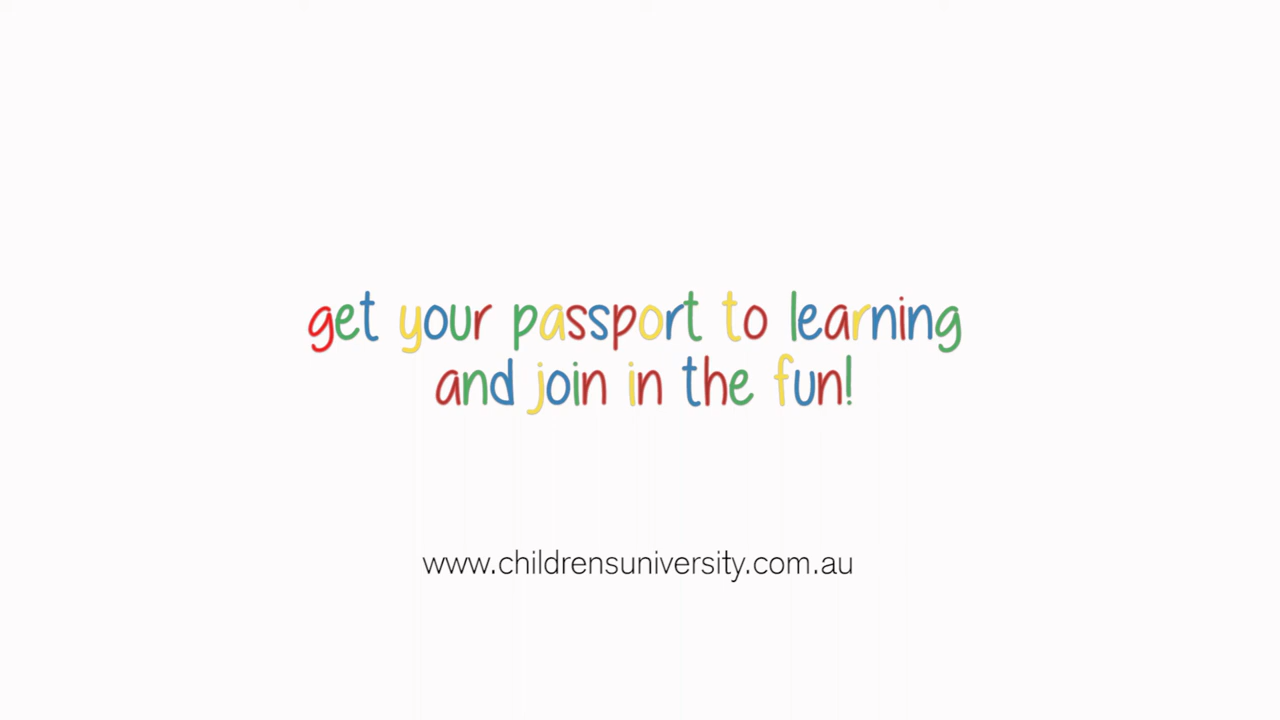 get your passport to learning
and join in the fun!
www.childrensuniversity.com.au